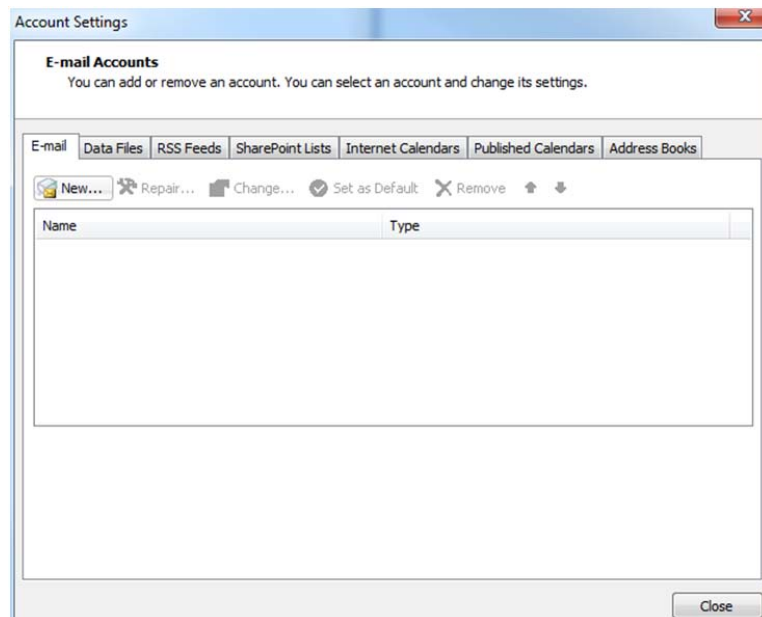 Account Settings
X
E-mail Accounts
You can add or remove an account. You can select an account and change its settings.
E-mail Data Files RSS Feeds SharePoint Lists Internet Calendars Published Calendars Address Books
New... Repair... Change... Set as Default Remove
Name Type
Close